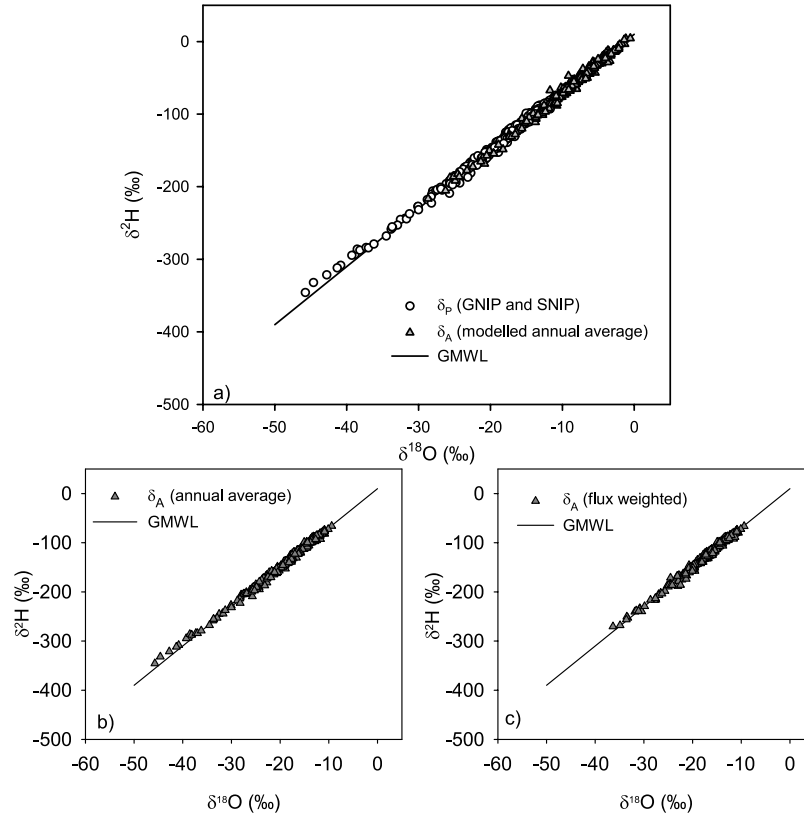 0
-100
-200
-300
-400
-500
δ²H (‰)
δP (GNIP and SNIP)
δA (modelled annual average)
GMWL
a)
-60 -50 -40 -30 -20 -10 0
δ¹⁸O (‰)
0
-100
-200
-300
-400
-500
δ²H (‰)
δA (annual average)
GMWL
b)
-60 -50 -40 -30 -20 -10 0
δ¹⁸O (‰)
0
-100
-200
-300
-400
-500
δ²H (‰)
δA (flux weighted)
GMWL
c)
-60 -50 -40 -30 -20 -10 0
δ¹⁸O (‰)